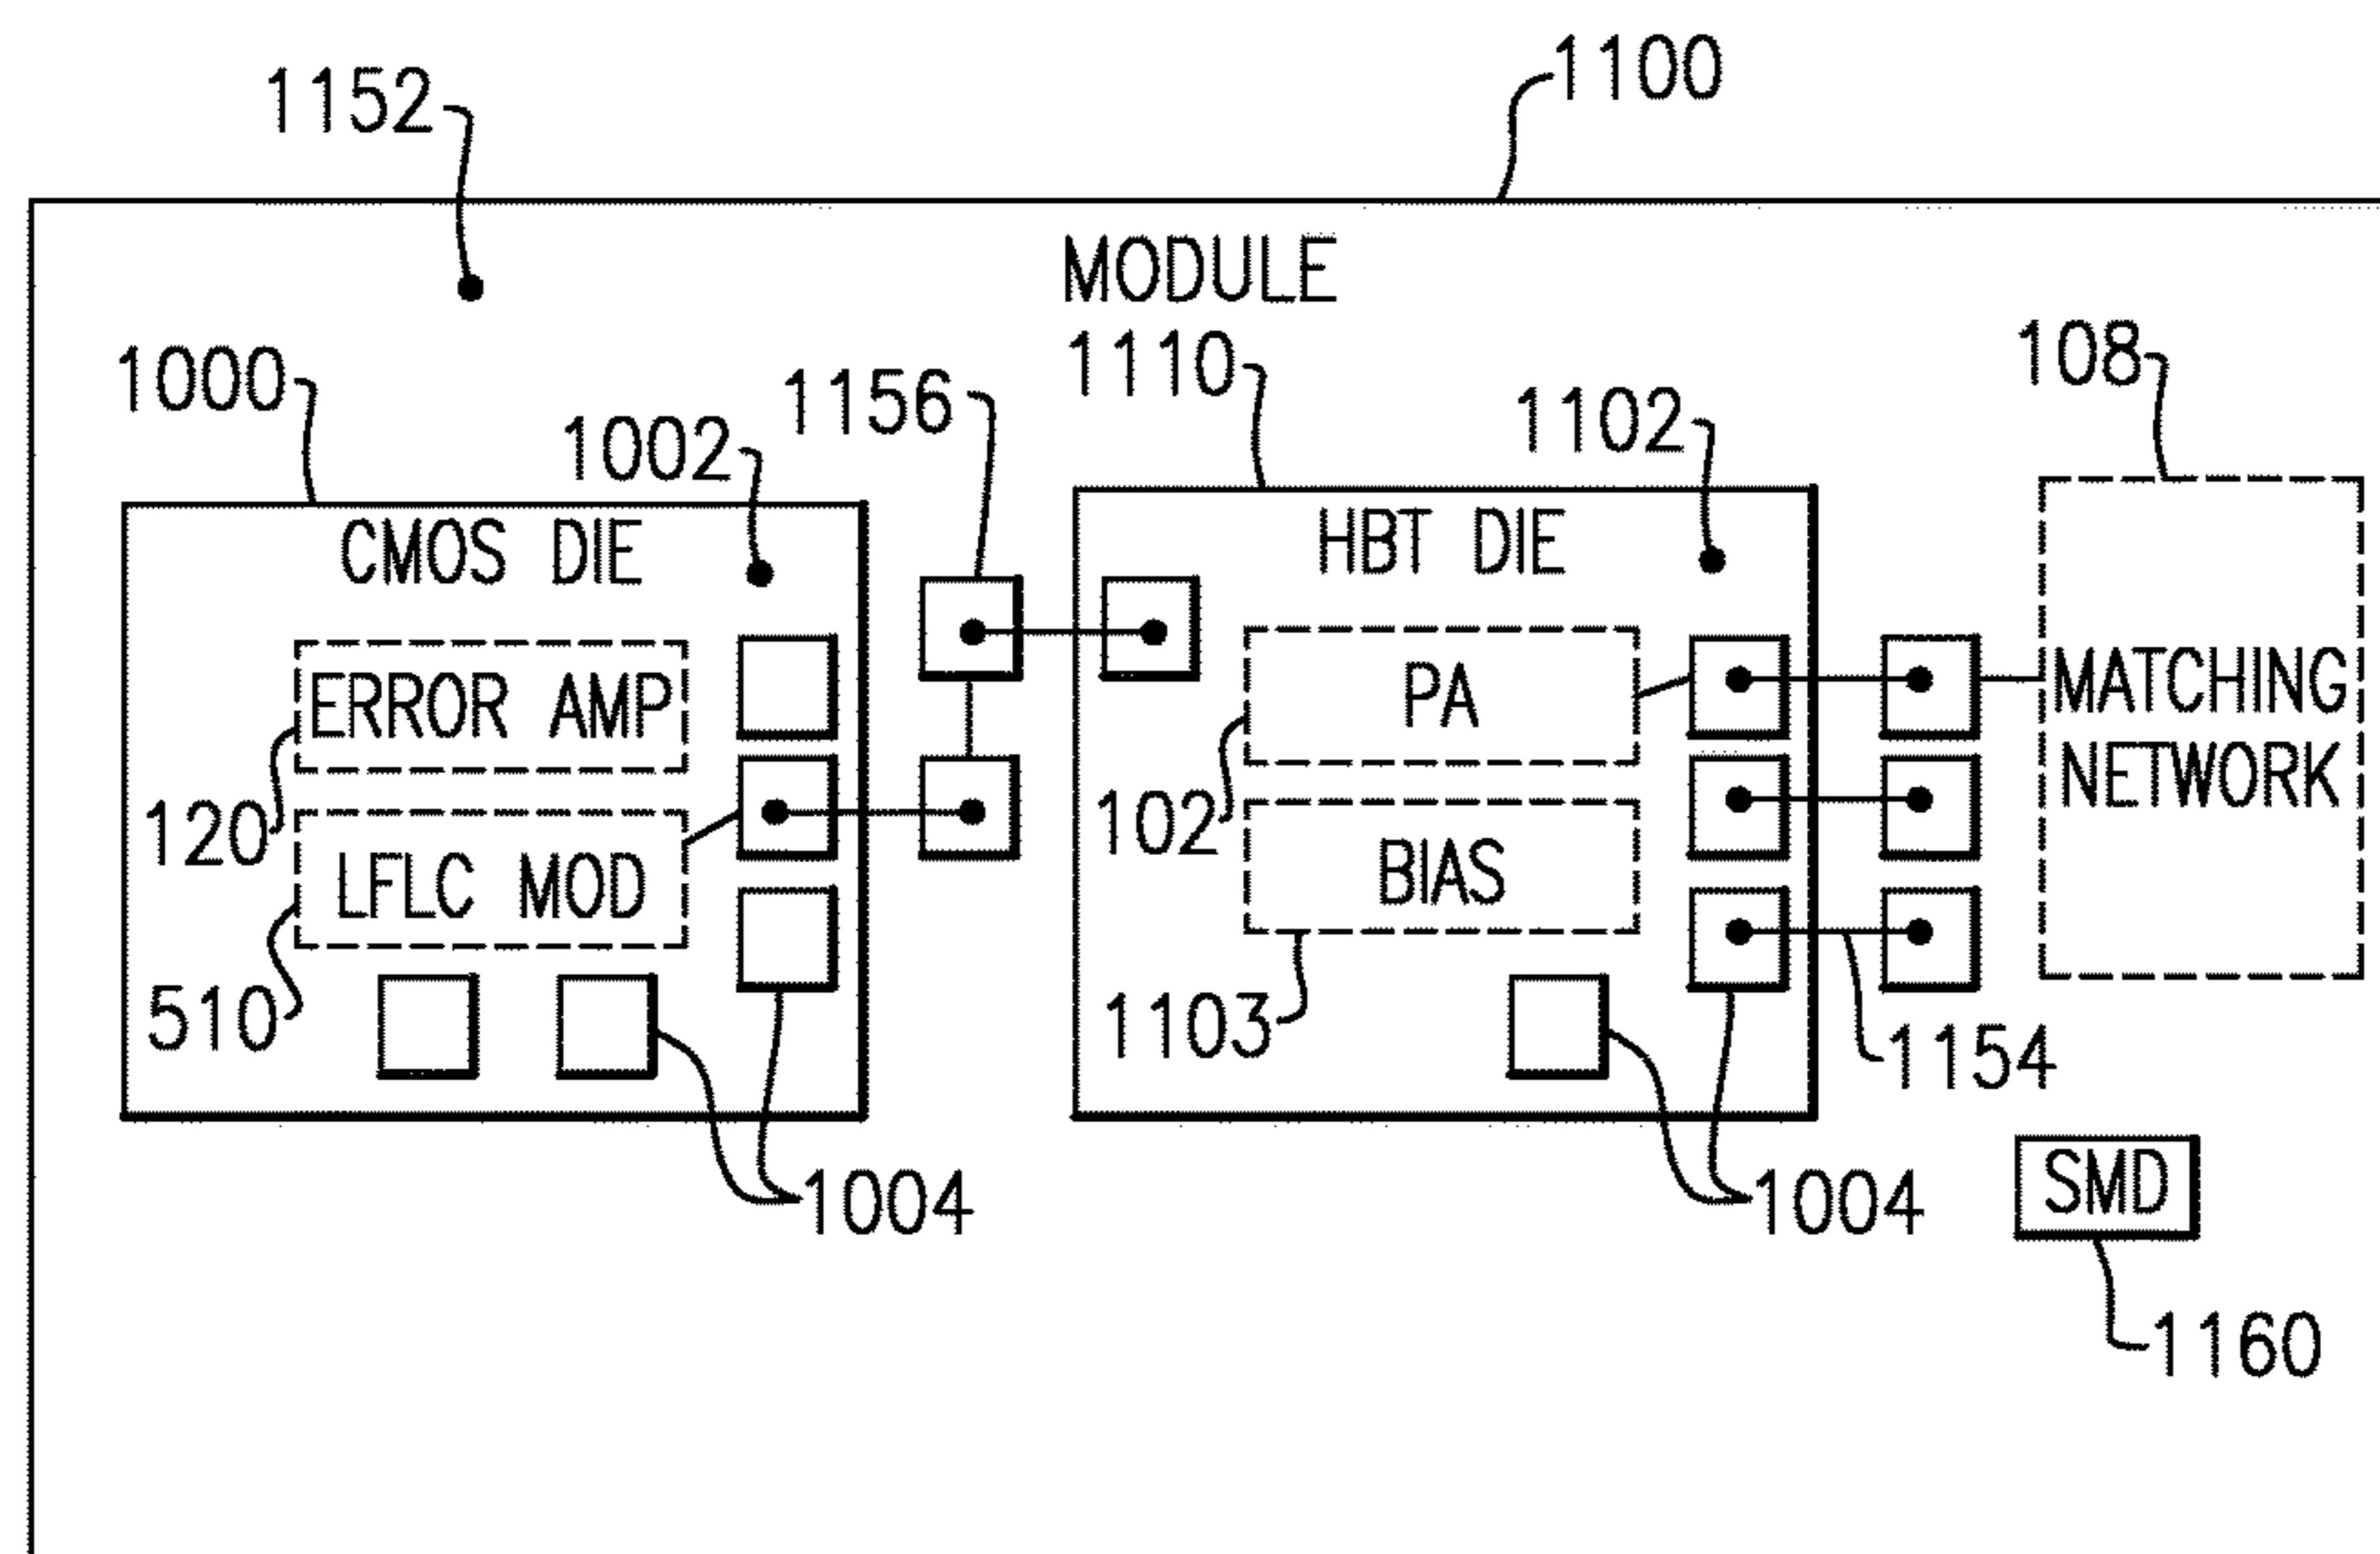 1100
1152
MODULE
1110
108
1000
1156
1102
1002
CMOS DIE
HBT DIE
ERROR AMP
PA
MATCHING
NETWORK
120
102
LFLC MOD
BIAS
510
1103
1154
1004
1004
SMD
1160